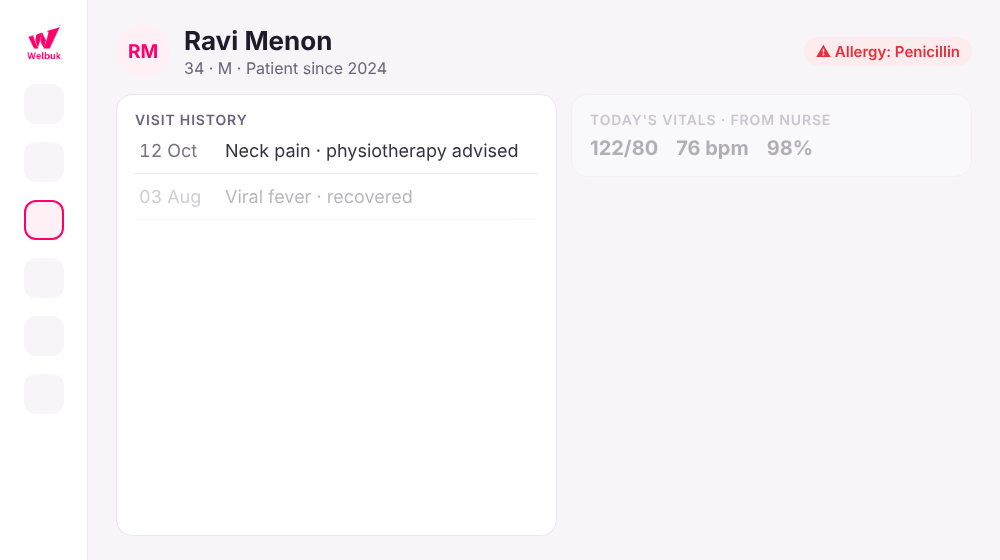 Welbuk
RM
Ravi Menon
34 · M · Patient since 2024
⚠ Allergy: Penicillin
VISIT HISTORY
12 Oct Neck pain · physiotherapy advised
03 Aug Viral fever · recovered
TODAY'S VITALS · FROM NURSE
122/80 76 bpm 98%